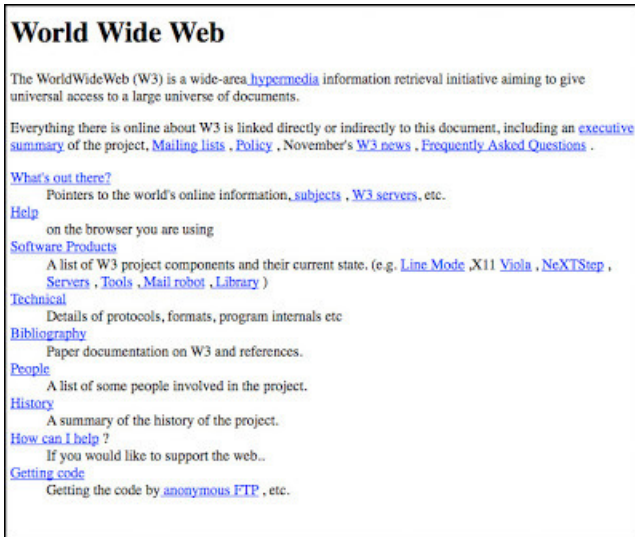 World Wide Web
The WorldWideWeb (W3) is a wide-area hypermedia information retrieval initiative aiming to give
universal access to a large universe of documents.
Everything there is online about W3 is linked directly or indirectly to this document, including an executive
summary of the project, Mailing lists , Policy , November's W3 news , Frequently Asked Questions .
What's out there?
Pointers to the world's online information, subjects , W3 servers, etc.
Help
on the browser you are using
Software Products
A list of W3 project components and their current state. (e.g. Line Mode ,X11 Viola , NeXTStep ,
Servers , Tools , Mail robot , Library )
Technical
Details of protocols, formats, program internals etc
Bibliography
Paper documentation on W3 and references.
People
A list of some people involved in the project.
History
A summary of the history of the project.
How can I help ?
If you would like to support the web..
Getting code
Getting the code by anonymous FTP , etc.